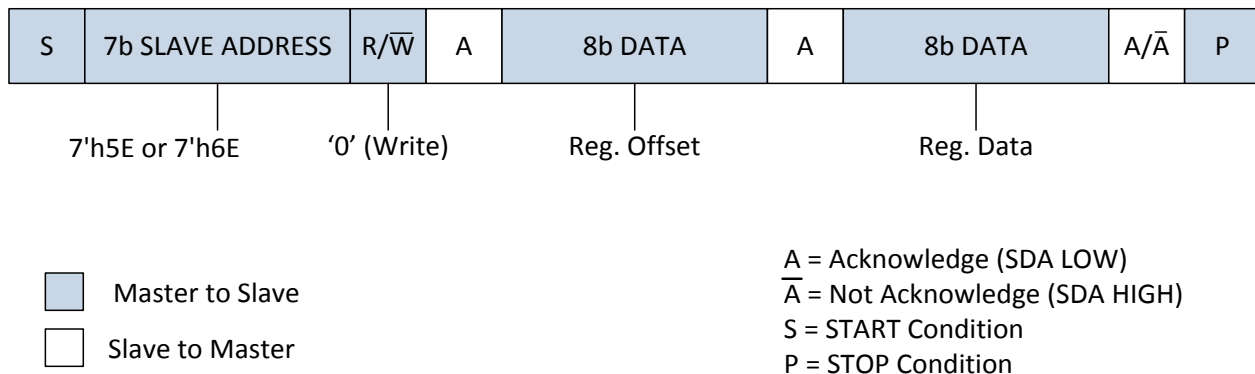 S 7b SLAVE ADDRESS R/W̅ A 8b DATA A 8b DATA A/A̅ P
7'h5E or 7'h6E ‘0’ (Write) Reg. Offset Reg. Data
Master to Slave
Slave to Master
A = Acknowledge (SDA LOW)
A̅ = Not Acknowledge (SDA HIGH)
S = START Condition
P = STOP Condition